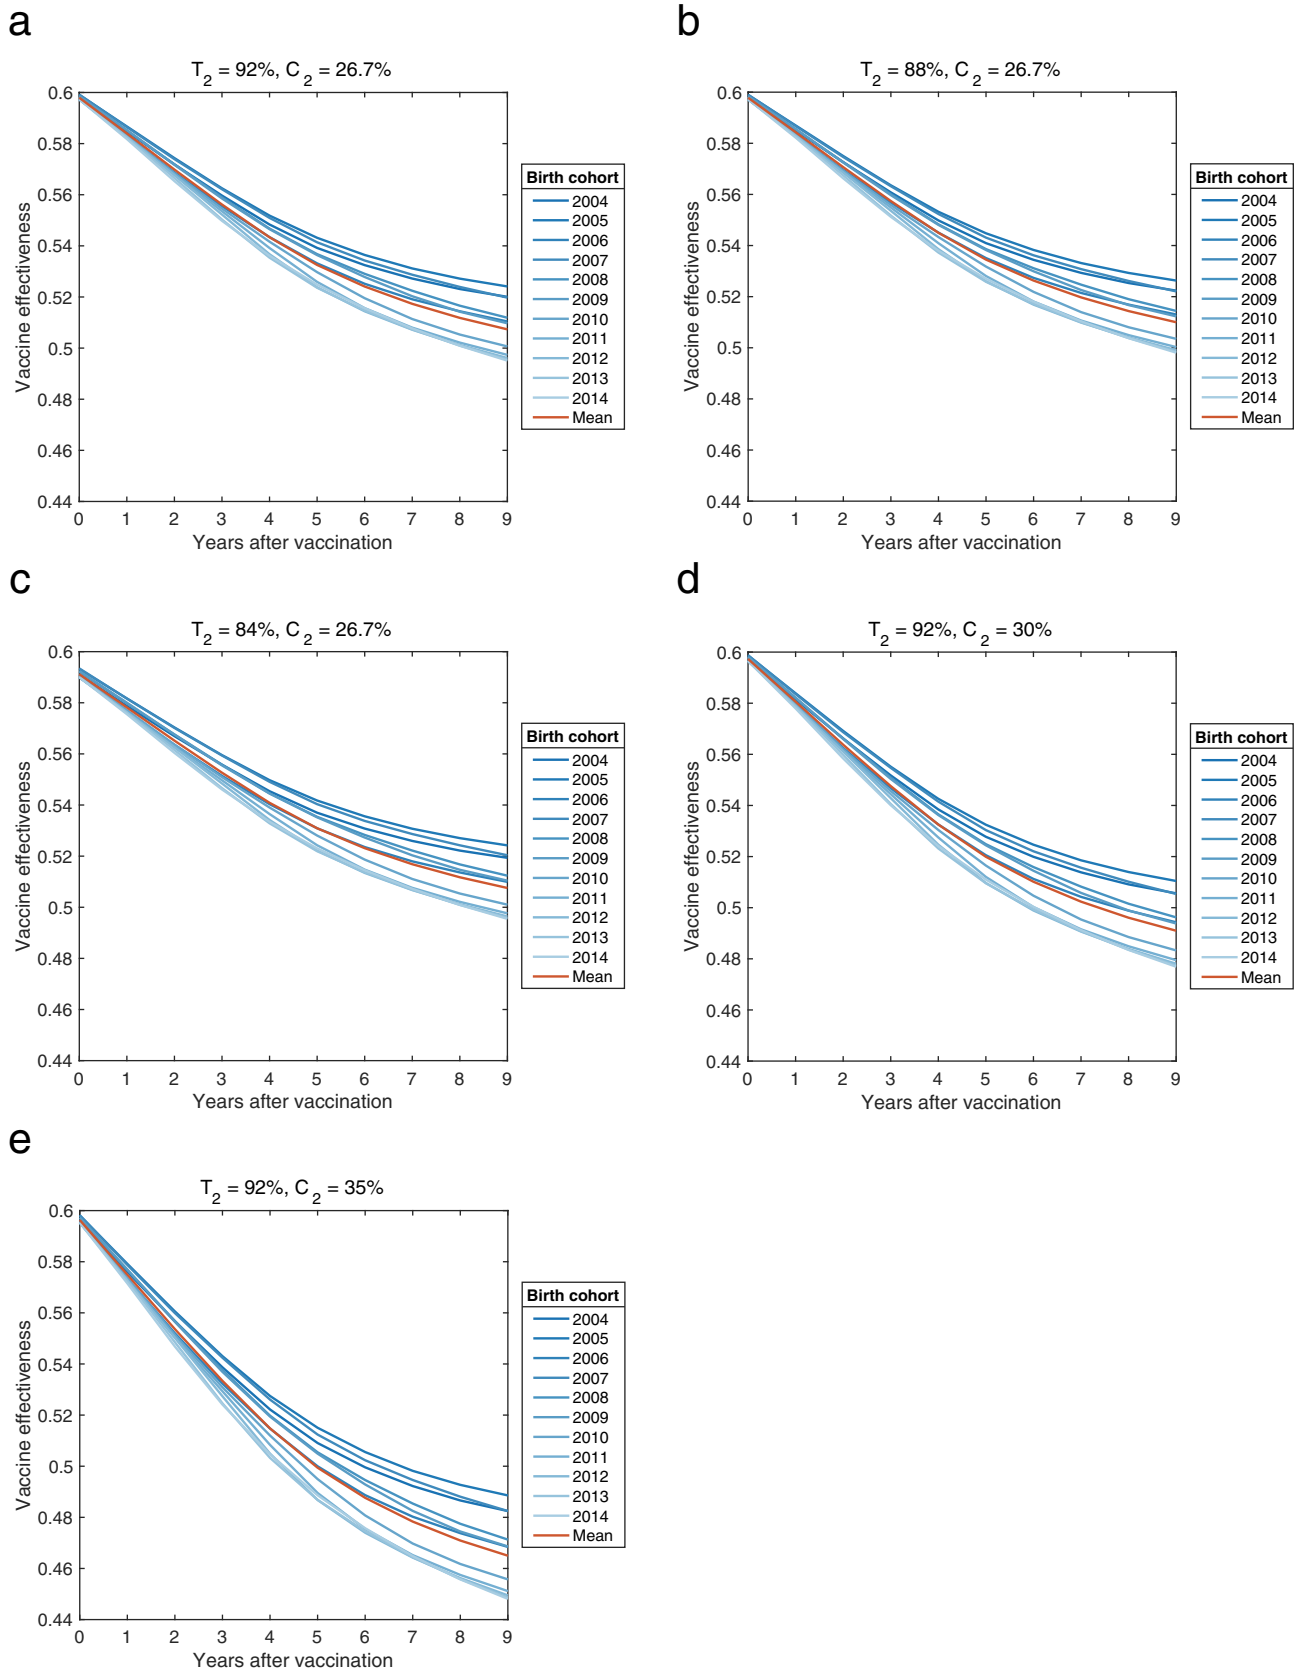 a
T2 = 92%, C2 = 26.7%
0.6
0.58
0.56
0.54
0.52
0.5
0.48
0.46
0.44
Vaccine effectiveness
0 1 2 3 4 5 6 7 8 9
Years after vaccination
Birth cohort
2004
2005
2006
2007
2008
2009
2010
2011
2012
2013
2014
Mean
b
T2 = 88%, C2 = 26.7%
0.6
0.58
0.56
0.54
0.52
0.5
0.48
0.46
0.44
Vaccine effectiveness
0 1 2 3 4 5 6 7 8 9
Years after vaccination
Birth cohort
2004
2005
2006
2007
2008
2009
2010
2011
2012
2013
2014
Mean
c
T2 = 84%, C2 = 26.7%
0.6
0.58
0.56
0.54
0.52
0.5
0.48
0.46
0.44
Vaccine effectiveness
0 1 2 3 4 5 6 7 8 9
Years after vaccination
Birth cohort
2004
2005
2006
2007
2008
2009
2010
2011
2012
2013
2014
Mean
d
T2 = 92%, C2 = 30%
0.6
0.58
0.56
0.54
0.52
0.5
0.48
0.46
0.44
Vaccine effectiveness
0 1 2 3 4 5 6 7 8 9
Years after vaccination
Birth cohort
2004
2005
2006
2007
2008
2009
2010
2011
2012
2013
2014
Mean
e
T2 = 92%, C2 = 35%
0.6
0.58
0.56
0.54
0.52
0.5
0.48
0.46
0.44
Vaccine effectiveness
0 1 2 3 4 5 6 7 8 9
Years after vaccination
Birth cohort
2004
2005
2006
2007
2008
2009
2010
2011
2012
2013
2014
Mean